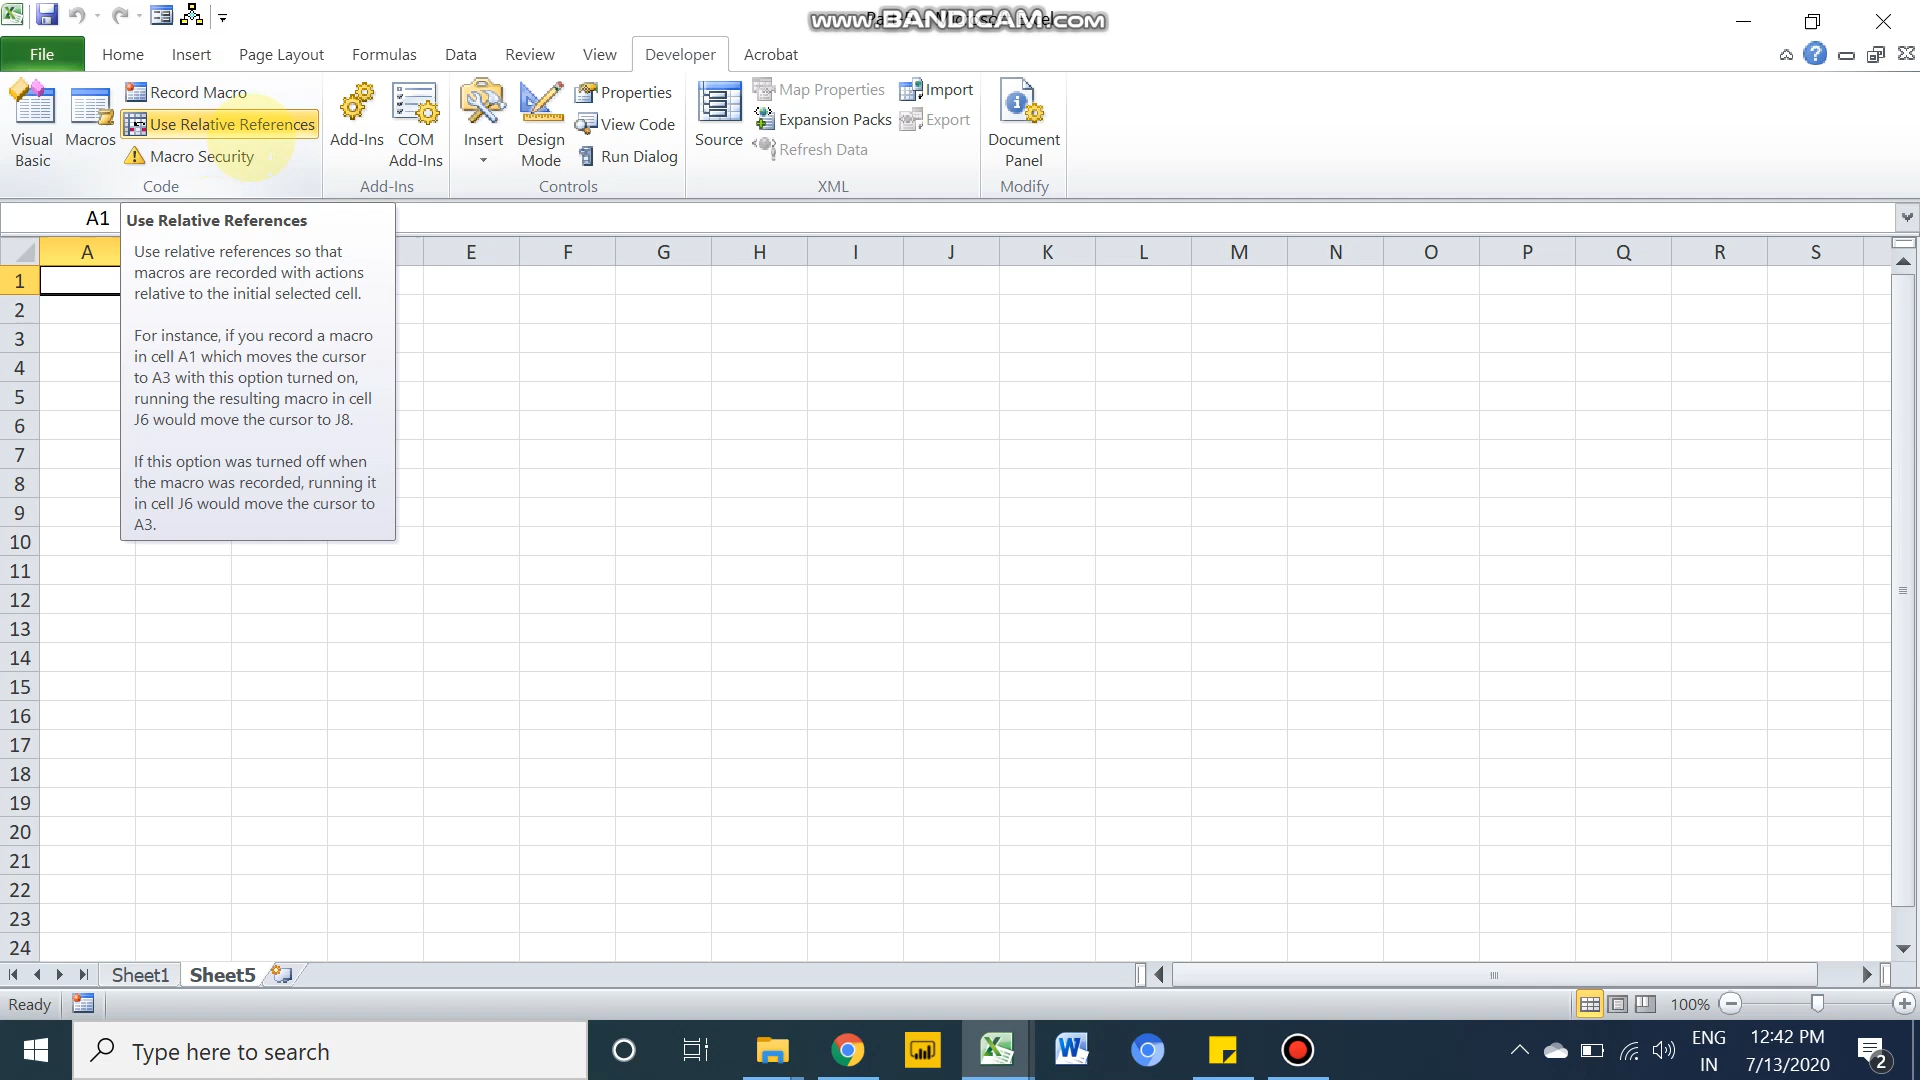 www.BANDICAM.com
File Home Insert Page Layout Formulas Data Review View Developer Acrobat
Visual Basic
Macros
Record Macro
Use Relative References
Macro Security
Code
Add-Ins
COM Add-Ins
Add-Ins
Insert
Design Mode
Properties
View Code
Run Dialog
Controls
Source
Map Properties
Expansion Packs
Refresh Data
Import
Export
XML
Document Panel
Modify
A1
Use Relative References
Use relative references so that
macros are recorded with actions
relative to the initial selected cell.
For instance, if you record a macro
in cell A1 which moves the cursor
to A3 with this option turned on,
running the resulting macro in cell
J6 would move the cursor to J8.
If this option was turned off when
the macro was recorded, running it
in cell J6 would move the cursor to
A3.
A E F G H I J K L M N O P Q R S
1
2
3
4
5
6
7
8
9
10
11
12
13
14
15
16
17
18
19
20
21
22
23
24
Sheet1 Sheet5
Ready 100%
Type here to search
ENG
IN
12:42 PM
7/13/2020
2